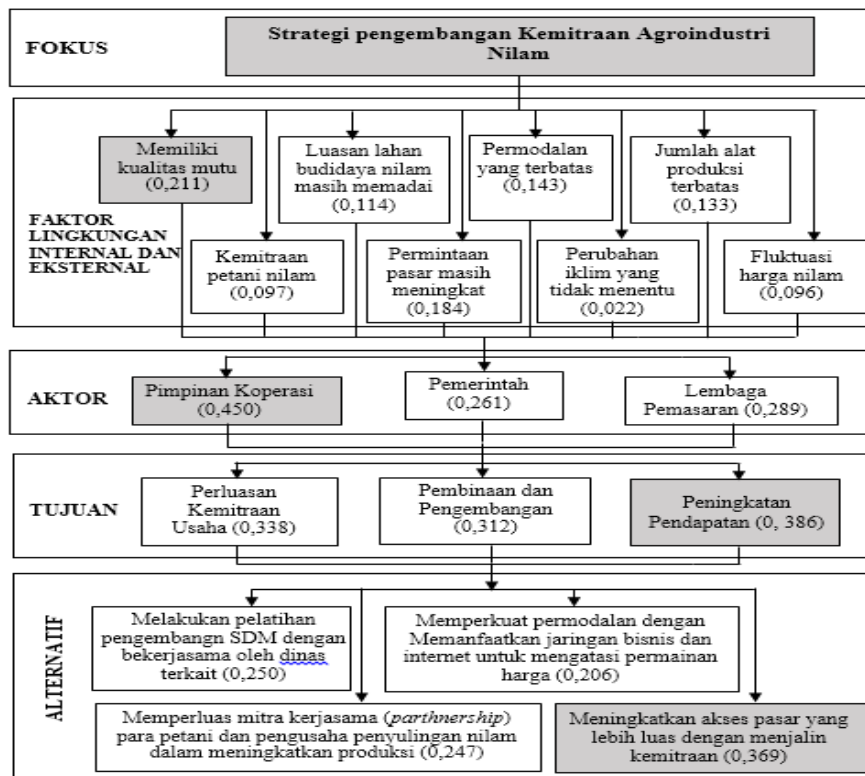 FOKUS
Strategi pengembangan Kemitraan Agroindustri
Nilam
FAKTOR
LINGKUNGAN
INTERNAL DAN
EKSTERNAL
Memiliki
kualitas mutu
(0,211)
Luasan lahan
budidaya nilam
masih memadai
(0,114)
Permodalan
yang terbatas
(0,143)
Jumlah alat
produksi
terbatas
(0,133)
Kemitraan
petani nilam
(0,097)
Permintaan
pasar masih
meningkat
(0,184)
Perubahan
iklim yang
tidak menentu
(0,022)
Fluktuasi
harga nilam
(0,096)
AKTOR
Pimpinan Koperasi
(0,450)
Pemerintah
(0,261)
Lembaga
Pemasaran (0,289)
TUJUAN
Perluasan
Kemitraan
Usaha (0,338)
Pembinaan dan
Pengembangan
(0,312)
Peningkatan
Pendapatan (0, 386)
ALTERNATIF
Melakukan pelatihan
pengembangn SDM dengan
bekerjasama oleh dinas
terkait (0,250)
Memperkuat permodalan dengan
Memanfaatkan jaringan bisnis dan
internet untuk mengatasi permainan
harga (0,206)
Memperluas mitra kerjasama (parthnership)
para petani dan pengusaha penyulingan nilam
dalam meningkatkan produksi (0,247)
Meningkatkan akses pasar yang
lebih luas dengan menjalin
kemitraan (0,369)